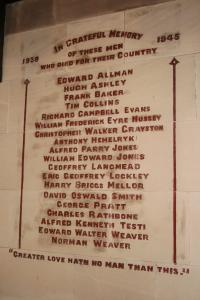 IN GRATEFUL MEMORY
1939 1945
OF THESE MEN
WHO DIED FOR THEIR COUNTRY
EDWARD ALLMAN
HUGH ASHLEY
FRANK BAKER
TIM COLLINS
RICHARD CAMPBELL EVANS
WILLIAM FREDERICK EYRE HUSSEY
CHRISTOPHER WALKER GRAYSTON
ANTHONY HEMELRYK
ALFRED PARRY JONES
WILLIAM EDWARD JONES
GEOFFREY LANGMEAD
ERIC GEOFFREY LOCKLEY
HARRY BRIGGS MELLOR
DAVID OSWALD SMITH
GEORGE PRATT
CHARLES RATHBONE
ALFRED KENNETH TESTI
EDWARD WALTER WEAVER
NORMAN WEAVER
"GREATER LOVE HATH NO MAN THAN THIS."